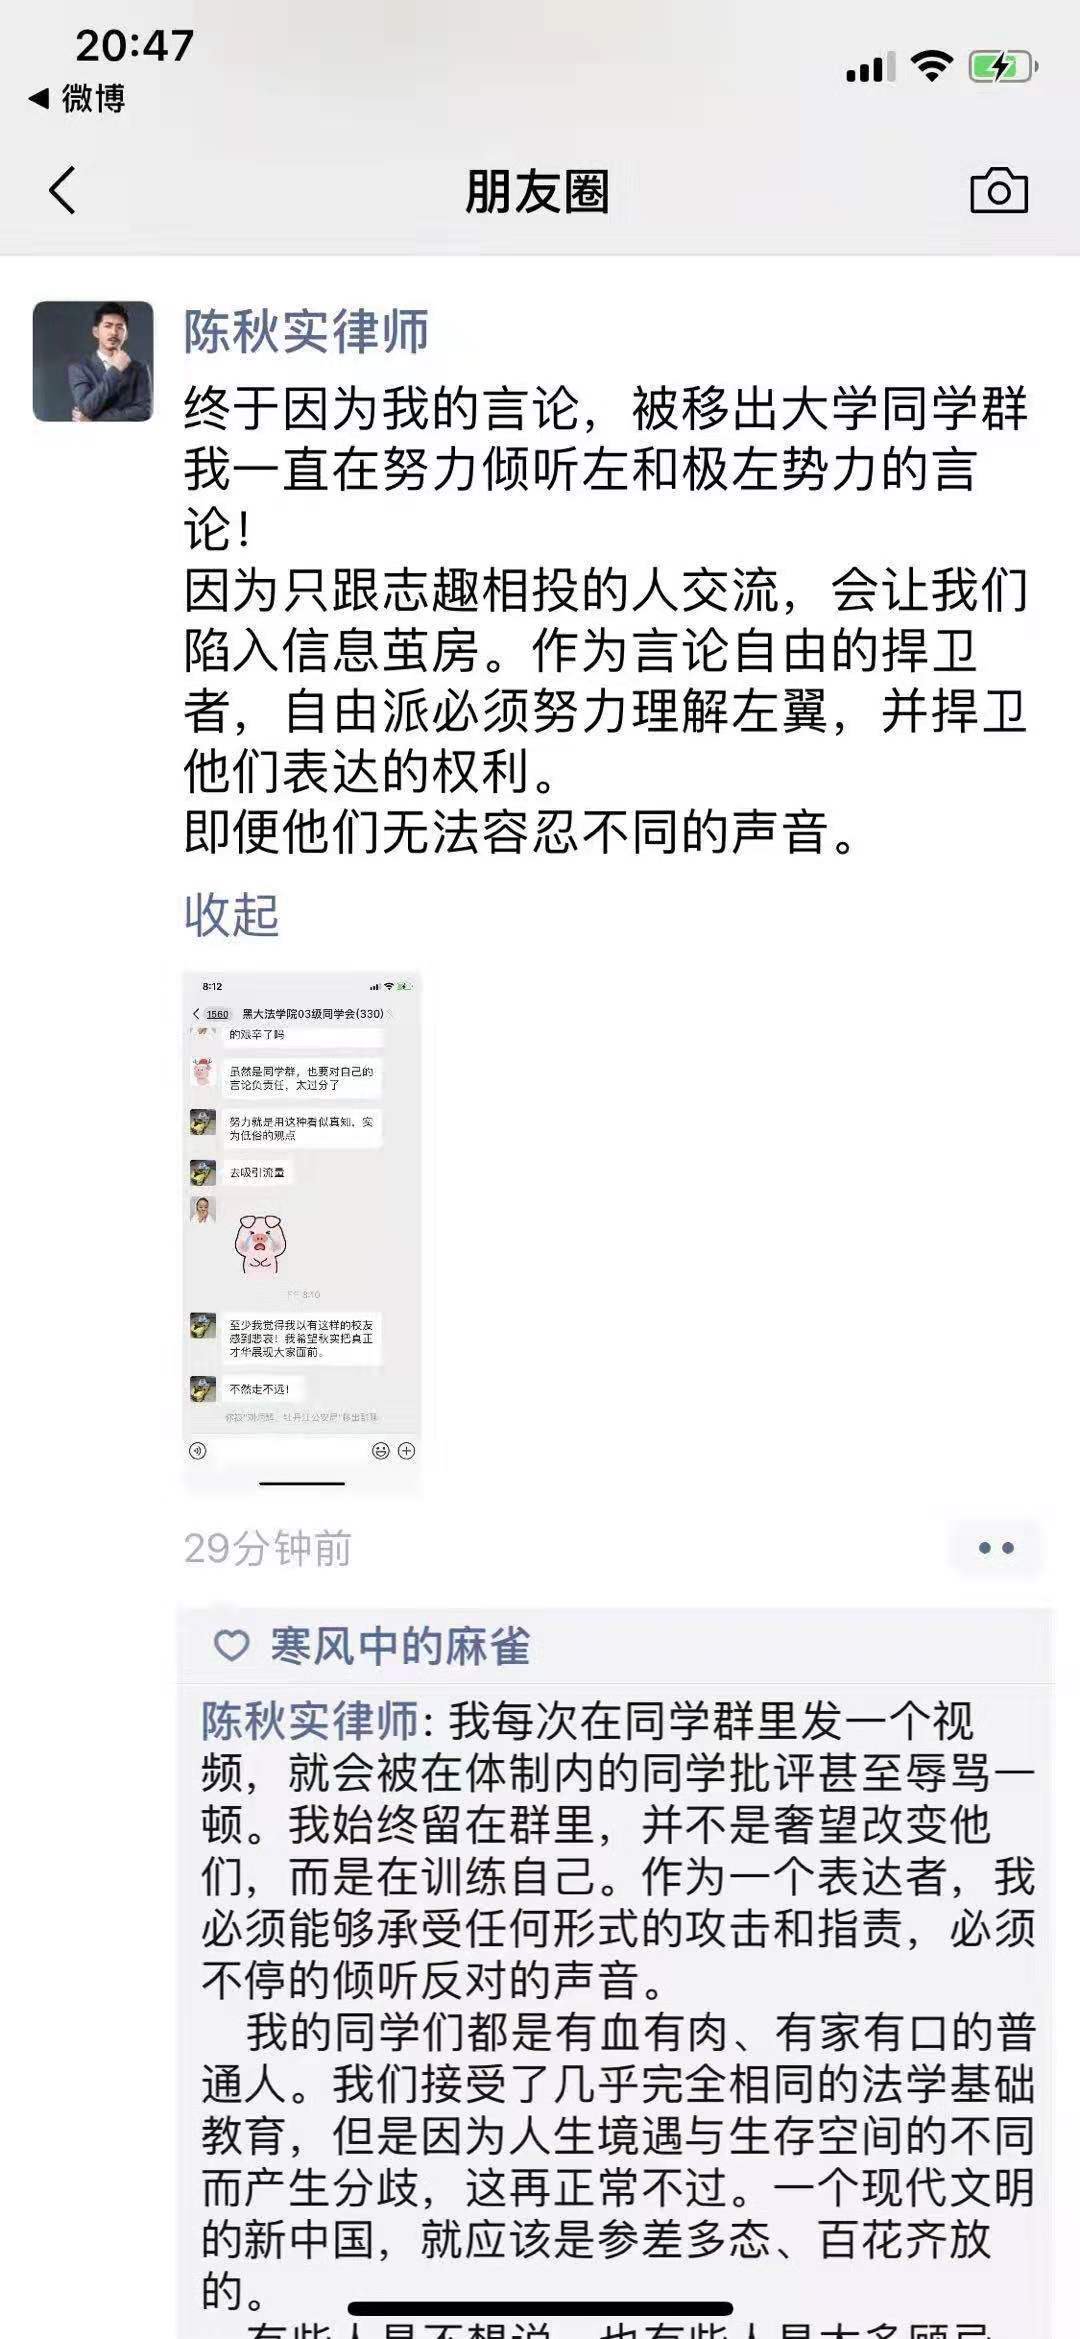 20:47
微博
朋友圈
陈秋实律师
终于因为我的言论，被移出大学同学群
我一直在努力倾听左和极左势力的言
论！
因为只跟志趣相投的人交流，会让我们
陷入信息茧房。作为言论自由的捍卫
者，自由派必须努力理解左翼，并捍卫
他们表达的权利。
即便他们无法容忍不同的声音。
收起
8:12
1560 黑大法学院03级同学会(330)
的艰辛了吗
虽然是同学群，也要对自己的
言论负责任，太过分了
努力就是用这种看似真知，实
为低俗的观点
去吸引流量
8:10
至少我觉得我以有这样的校友
感到悲哀！我希望秋实把真正
才华展现大家面前。
不然走不远！
29分钟前
寒风中的麻雀
陈秋实律师: 我每次在同学群里发一个视
频，就会被在体制内的同学批评甚至辱骂一
顿。我始终留在群里，并不是奢望改变他
们，而是在训练自己。作为一个表达者，我
必须能够承受任何形式的攻击和指责，必须
不停的倾听反对的声音。
我的同学们都是有血有肉、有家有口的普
通人。我们接受了几乎完全相同的法学基础
教育，但是因为人生境遇与生存空间的不同
而产生分歧，这再正常不过。一个现代文明
的新中国，就应该是参差多态、百花齐放
的。
有些人是不想说，也有些人是太多顾忌